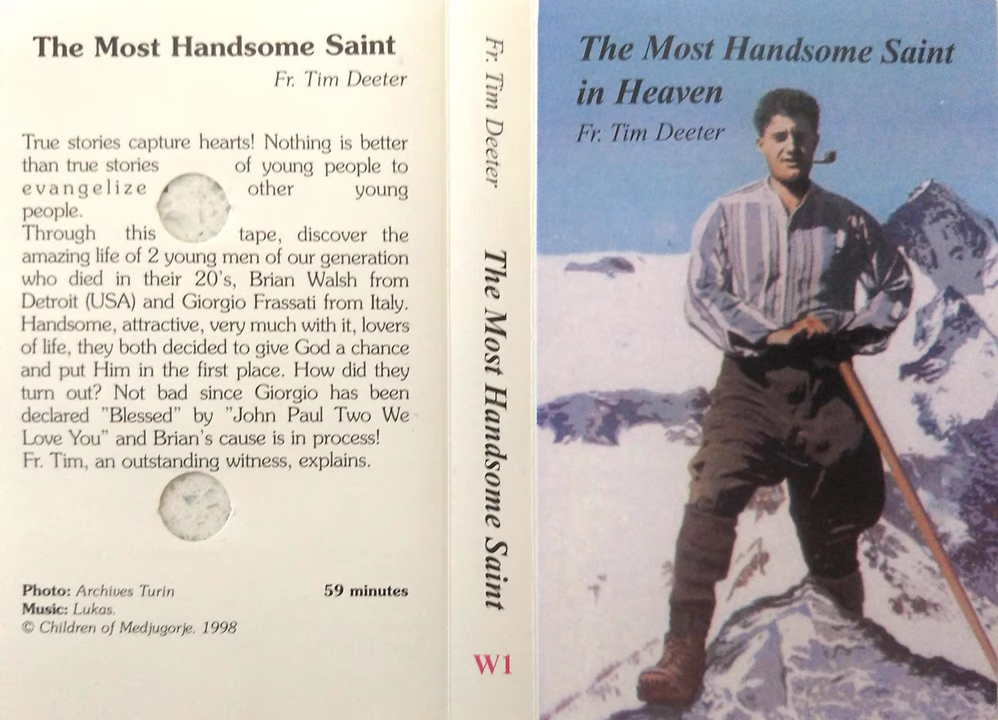 The Most Handsome Saint
Fr. Tim Deeter
True stories capture hearts! Nothing is better
than true stories of young people to
evangelize other young
people.
Through this tape, discover the
amazing life of 2 young men of our generation
who died in their 20's, Brian Walsh from
Detroit (USA) and Giorgio Frassati from Italy.
Handsome, attractive, very much with it, lovers
of life, they both decided to give God a chance
and put Him in the first place. How did they
turn out? Not bad since Giorgio has been
declared "Blessed" by "John Paul Two We
Love You" and Brian's cause is in process!
Fr. Tim, an outstanding witness, explains.
Photo: Archives Turin 59 minutes
Music: Lukas.
© Children of Medjugorje. 1998
Fr. Tim Deeter The Most Handsome Saint
W1
The Most Handsome Saint
in Heaven
Fr. Tim Deeter